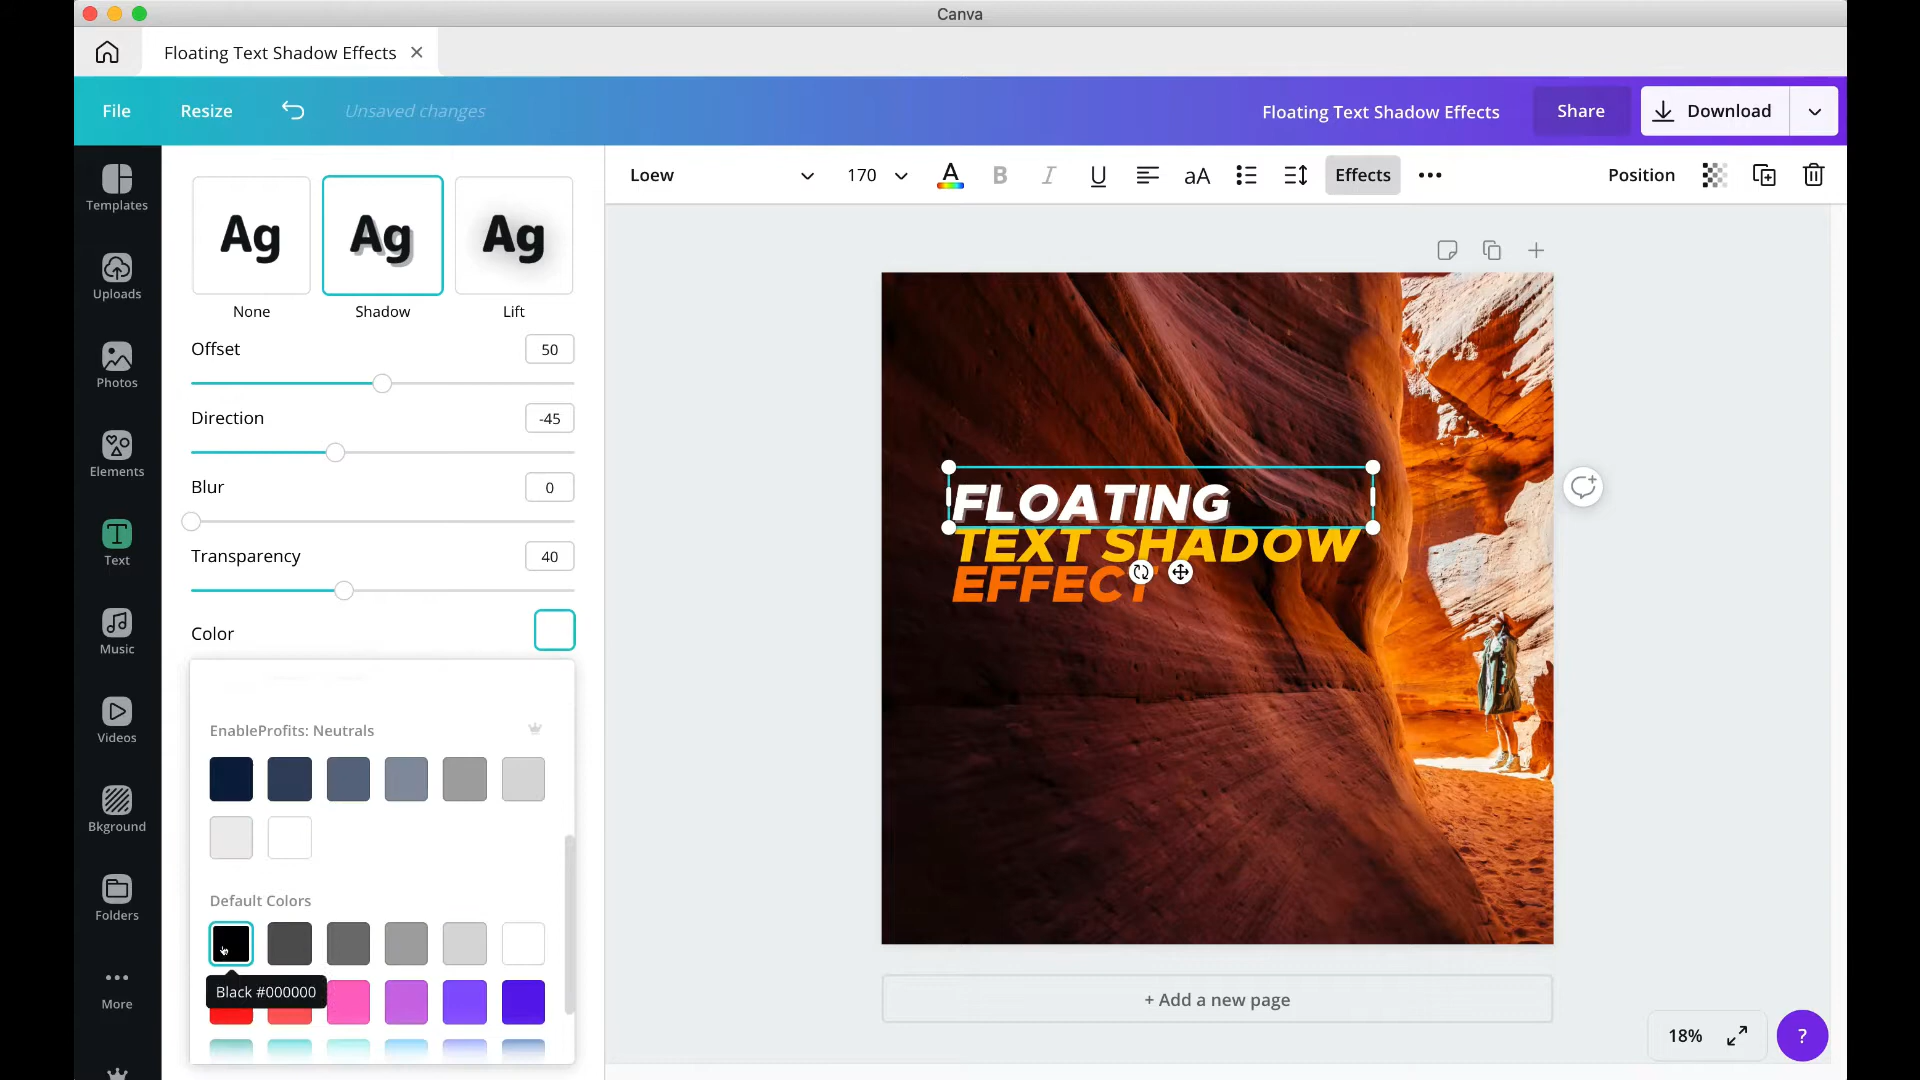 Canva
Floating Text Shadow Effects
File
Resize
Unsaved changes
Floating Text Shadow Effects
Share
Download
Templates
Uploads
Photos
Elements
Text
Music
Videos
Bkground
Folders
More
Ag
Ag
Ag
None
Shadow
Lift
Offset
50
Direction
-45
Blur
0
Transparency
40
Color
EnableProfits: Neutrals
Default Colors
Black #000000
Loew
170
A
B
I
U
aA
Effects
Position
FLOATING
TEXT SHADOW
EFFECT
+ Add a new page
18%
?